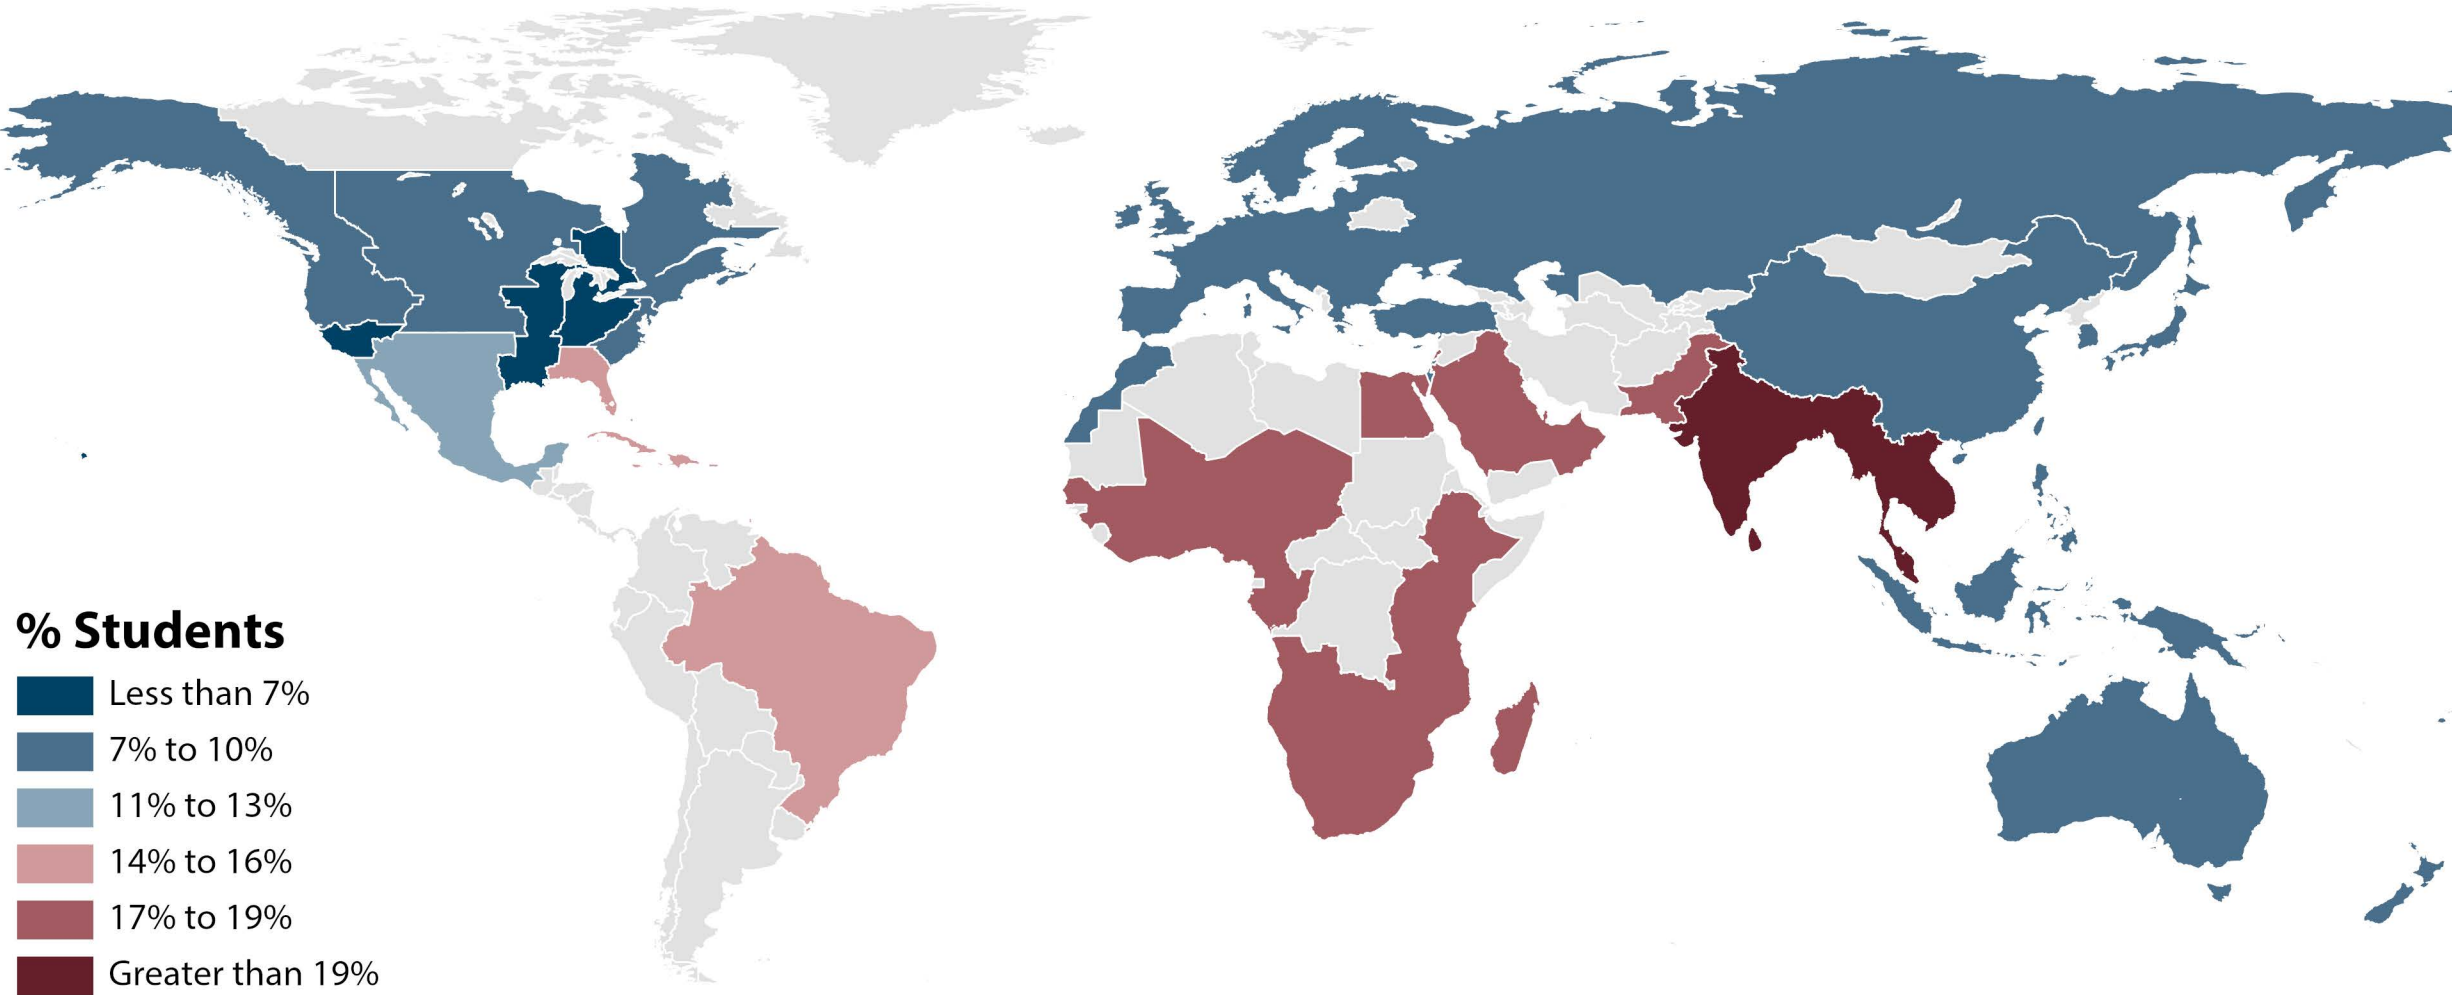 % Students
Less than 7%
7% to 10%
11% to 13%
14% to 16%
17% to 19%
Greater than 19%